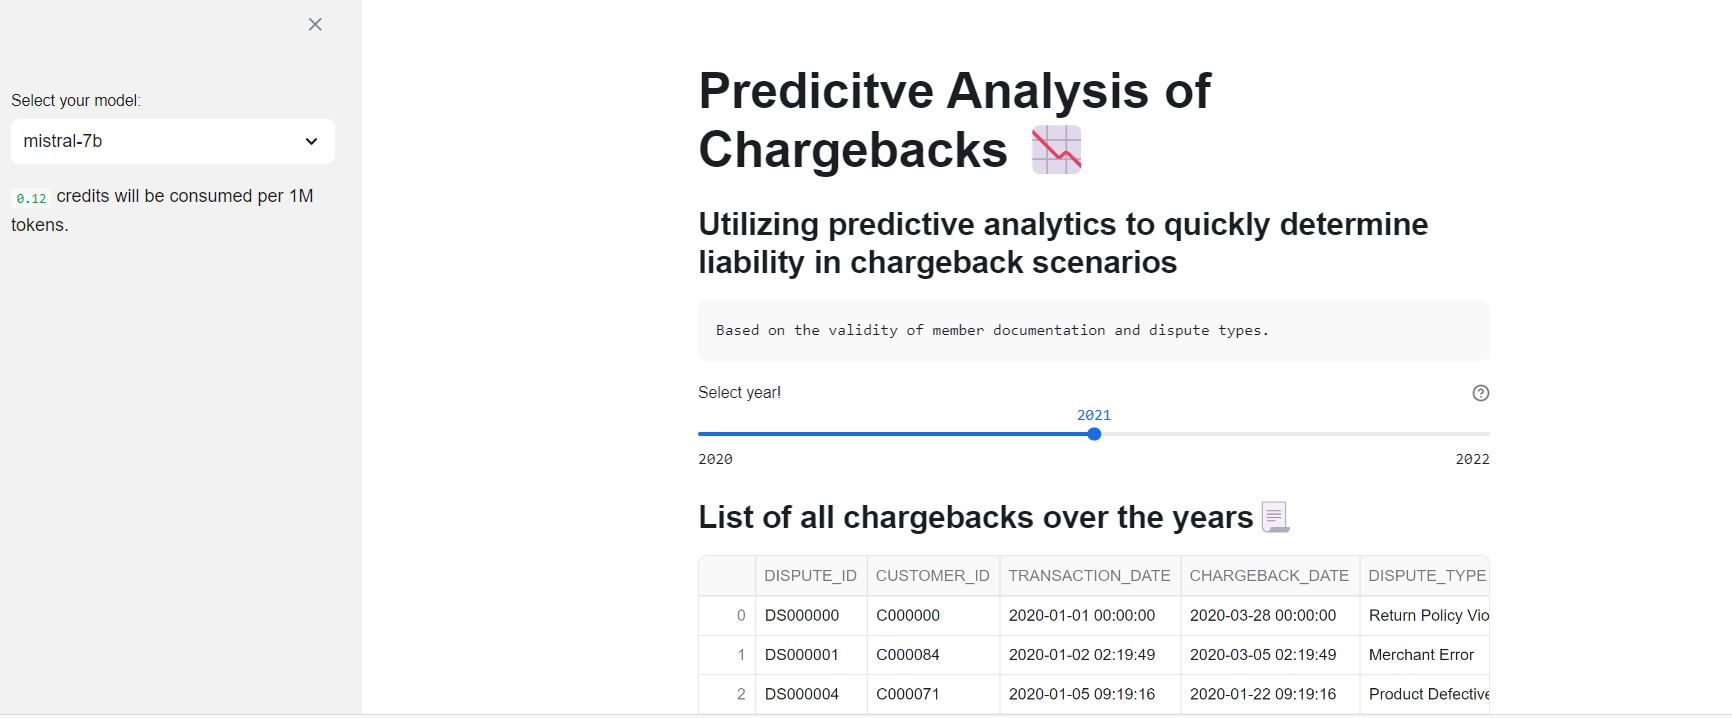 Select your model:
mistral-7b
0.12 credits will be consumed per 1M
tokens.
Predicitve Analysis of
Chargebacks
Utilizing predictive analytics to quickly determine
liability in chargeback scenarios
Based on the validity of member documentation and dispute types.
Select year!
2021
2020 2022
List of all chargebacks over the years
DISPUTE_ID CUSTOMER_ID TRANSACTION_DATE CHARGEBACK_DATE DISPUTE_TYPE
0 DS000000 C000000 2020-01-01 00:00:00 2020-03-28 00:00:00 Return Policy Vio
1 DS000001 C000084 2020-01-02 02:19:49 2020-03-05 02:19:49 Merchant Error
2 DS000004 C000071 2020-01-05 09:19:16 2020-01-22 09:19:16 Product Defective